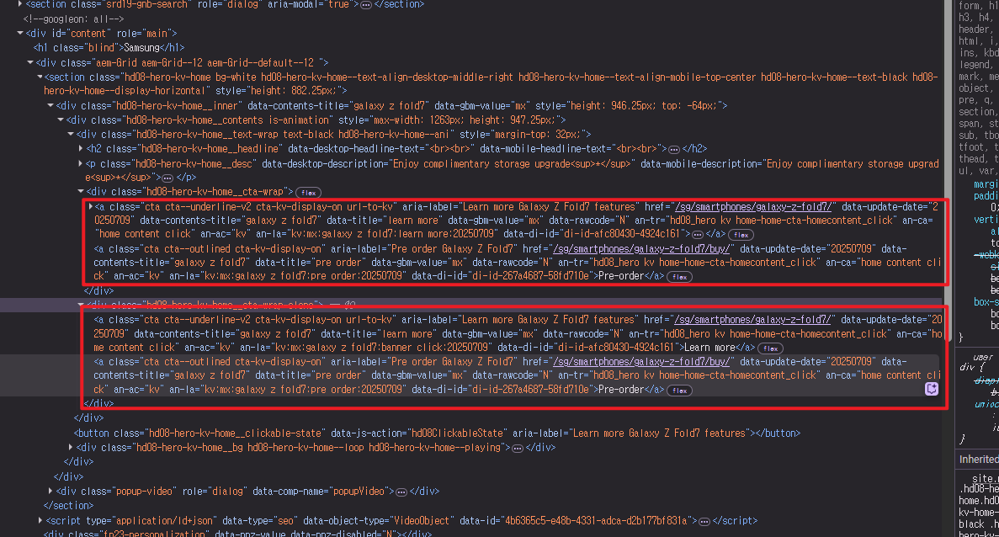 <section class="srd19-gnb-search" role="dialog" aria-modal="true"> </section>
<!--googleon: all-->
<div id="content" role="main">
<h1 class="blind">Samsung</h1>
<div class="aem-Grid aem-Grid--12 aem-Grid--default--12 ">
<section class="hd08-hero-kv-home bg-white hd08-hero-kv-home--text-align-desktop-middle-right hd08-hero-kv-home--text-align-mobile-top-center hd08-hero-kv-home--text-black hd08-
hero-kv-home--display-horizontal" style="height: 882.25px;">
<div class="hd08-hero-kv-home__inner" data-contents-title="galaxy z fold7" data-gbm-value="mx" style="height: 946.25px; top: -64px;">
<div class="hd08-hero-kv-home__contents is-animation" style="max-width: 1263px; height: 947.25px;">
<div class="hd08-hero-kv-home__text-wrap text-black hd08-hero-kv-home--ani" style="margin-top: 32px;">
<h2 class="hd08-hero-kv-home__headline" data-desktop-headline-text="<br><br>" data-mobile-headline-text="<br><br>"> </h2>
<p class="hd08-hero-kv-home__desc" data-desktop-description="Enjoy complimentary storage upgrade<sup>*</sup>" data-mobile-description="Enjoy complimentary storage upgrad
e<sup>*</sup>"> </p>
<div class="hd08-hero-kv-home__cta-wrap"> flex
<a class="cta cta--underline-v2 cta-kv-display-on url-to-kv" aria-label="Learn more Galaxy Z Fold7 features" href="/sg/smartphones/galaxy-z-fold7/" data-update-date="2
0250709" data-contents-title="galaxy z fold7" data-title="learn more" data-gbm-value="mx" data-rawcode="N" an-tr="hd08_hero kv home-home-cta-homecontent_click" an-ca=
"home content click" an-ac="kv" an-la="kv:mx:galaxy z fold7:learn more:20250709" data-di-id="di-id-afc80430-4924c161"> </a> flex
<a class="cta cta--outlined cta-kv-display-on" aria-label="Pre order Galaxy Z Fold7" href="/sg/smartphones/galaxy-z-fold7/buy/" data-update-date="20250709" data-
contents-title="galaxy z fold7" data-title="pre order" data-gbm-value="mx" data-rawcode="N" an-tr="hd08_hero kv home-home-cta-homecontent_click" an-ca="home content cli
ck" an-ac="kv" an-la="kv:mx:galaxy z fold7:pre order:20250709" data-di-id="di-id-267a4687-58fd710e">Pre-order</a> flex
</div>
<div class="hd08-hero-kv-home__cta-wrap-clone"> == $0
<a class="cta cta--underline-v2 cta-kv-display-on url-to-kv" aria-label="Learn more Galaxy Z Fold7 features" href="/sg/smartphones/galaxy-z-fold7/" data-update-date="20
250709" data-contents-title="galaxy z fold7" data-title="learn more" data-gbm-value="mx" data-rawcode="N" an-tr="hd08_hero kv home-home-cta-homecontent_click" an-ca="ho
me content click" an-ac="kv" an-la="kv:mx:galaxy z fold7:banner click:20250709" data-di-id="di-id-afc80430-4924c161">Learn more</a> flex
<a class="cta cta--outlined cta-kv-display-on" aria-label="Pre order Galaxy Z Fold7" href="/sg/smartphones/galaxy-z-fold7/buy/" data-update-date="20250709" data-
contents-title="galaxy z fold7" data-title="pre order" data-gbm-value="mx" data-rawcode="N" an-tr="hd08_hero kv home-home-cta-homecontent_click" an-ca="home content cli
ck" an-ac="kv" an-la="kv:mx:galaxy z fold7:pre order:20250709" data-di-id="di-id-267a4687-58fd710e">Pre-order</a> flex
</div>
</div>
<button class="hd08-hero-kv-home__clickable-state" data-js-action="hd08ClickableState" aria-label="Learn more Galaxy Z Fold7 features"></button>
<div class="hd08-hero-kv-home__bg hd08-hero-kv-home--loop hd08-hero-kv-home--playing"> </div>
</div>
</div>
<div class="popup-video" role="dialog" data-comp-name="popupVideo"> </div>
</section>
<script type="application/ld+json" data-type="seo" data-object-type="VideoObject" data-id="4b6365c5-e48b-4331-adca-d2b177bf831a"> </script>
<div class="fp23-personalization" data-pnz-value data-pnz-disabled="N"></div>
form, h1
h3, h4,
header,
html, i,
ins, kbd
legend,
mark, me
object,
pre, q,
section,
span, st
sub, tbo
tfoot, t
thead, t
ul, var,
margi
paddi
verti
box-s
}
user
div {
unico
}
Inherited
site.m
.hd08-he
home.hd0
kv-home-
black .h
hero-kv-